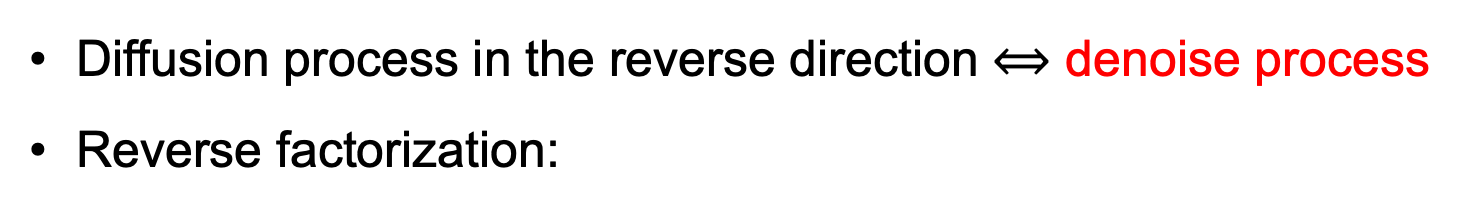 • Diffusion process in the reverse direction ⟺ denoise process
• Reverse factorization: